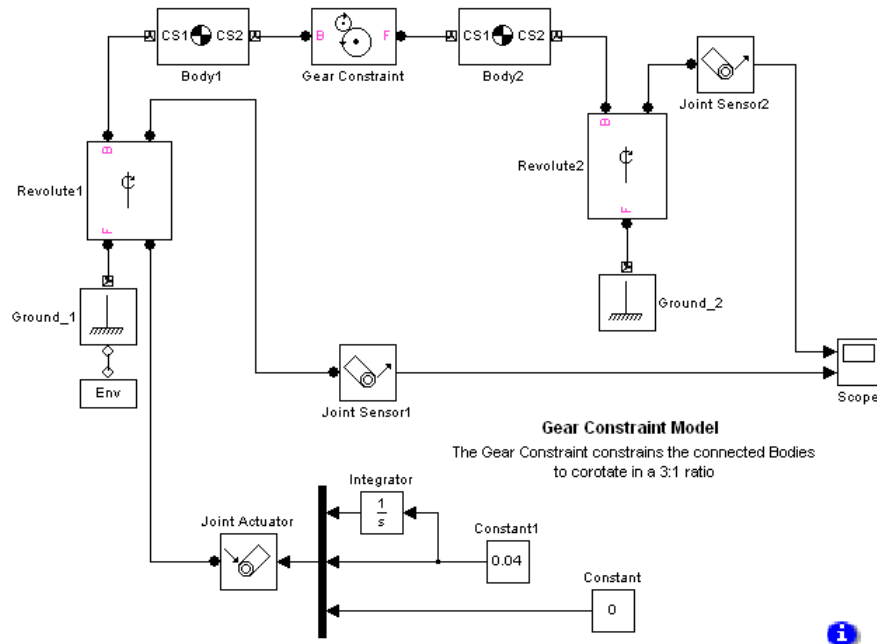 CS1 CS2
Body1
B F
Gear Constraint
CS1 CS2
Body2
Joint Sensor2
B
Revolute1
F
B
Revolute2
F
Ground_1
Env
Ground_2
Joint Sensor1
Scope
Gear Constraint Model
The Gear Constraint constrains the connected Bodies
to corotate in a 3:1 ratio
Integrator
1
s
Joint Actuator
Constant1
0.04
Constant
0
i